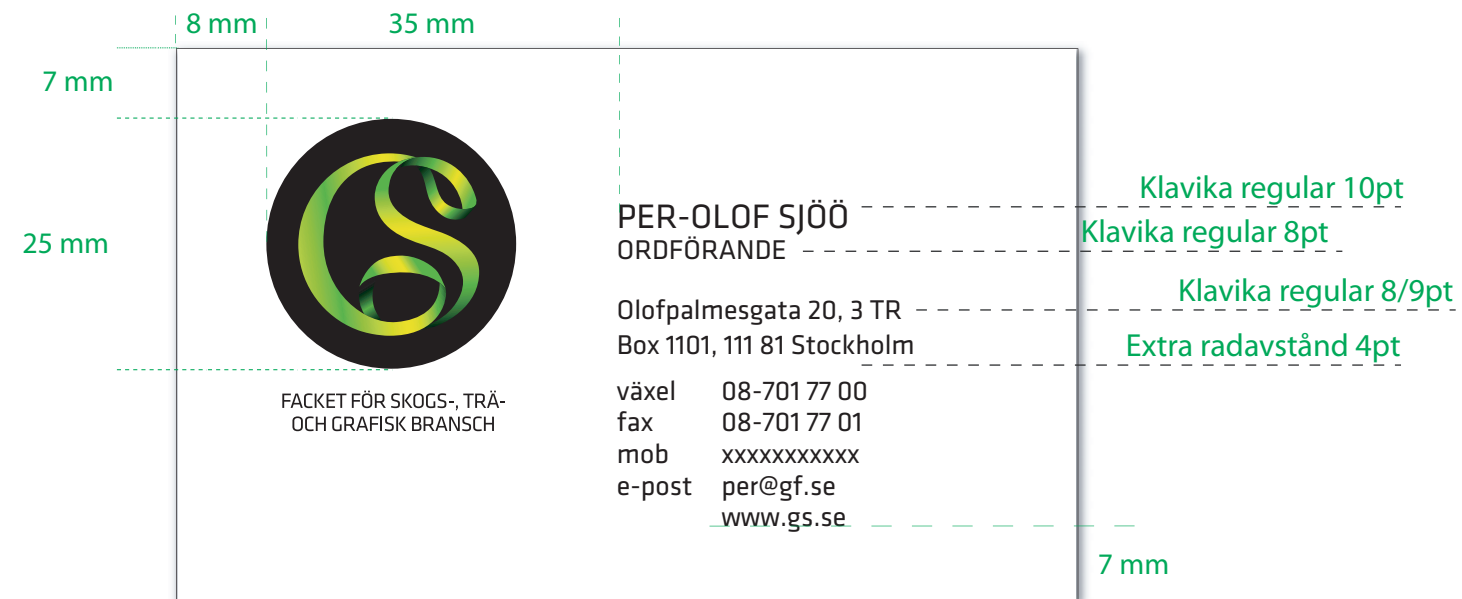 8 mm 35 mm
7 mm
25 mm
GS
FACKET FÖR SKOGS-, TRÄ-
OCH GRAFISK BRANSCH
PER-OLOF SJÖÖ
ORDFÖRANDE
Olofpalmesgata 20, 3 TR
Box 1101, 111 81 Stockholm
växel 08-701 77 00
fax 08-701 77 01
mob xxxxxxxxxxx
e-post per@gf.se
www.gs.se
Klavika regular 10pt
Klavika regular 8pt
Klavika regular 8/9pt
Extra radavstånd 4pt
7 mm